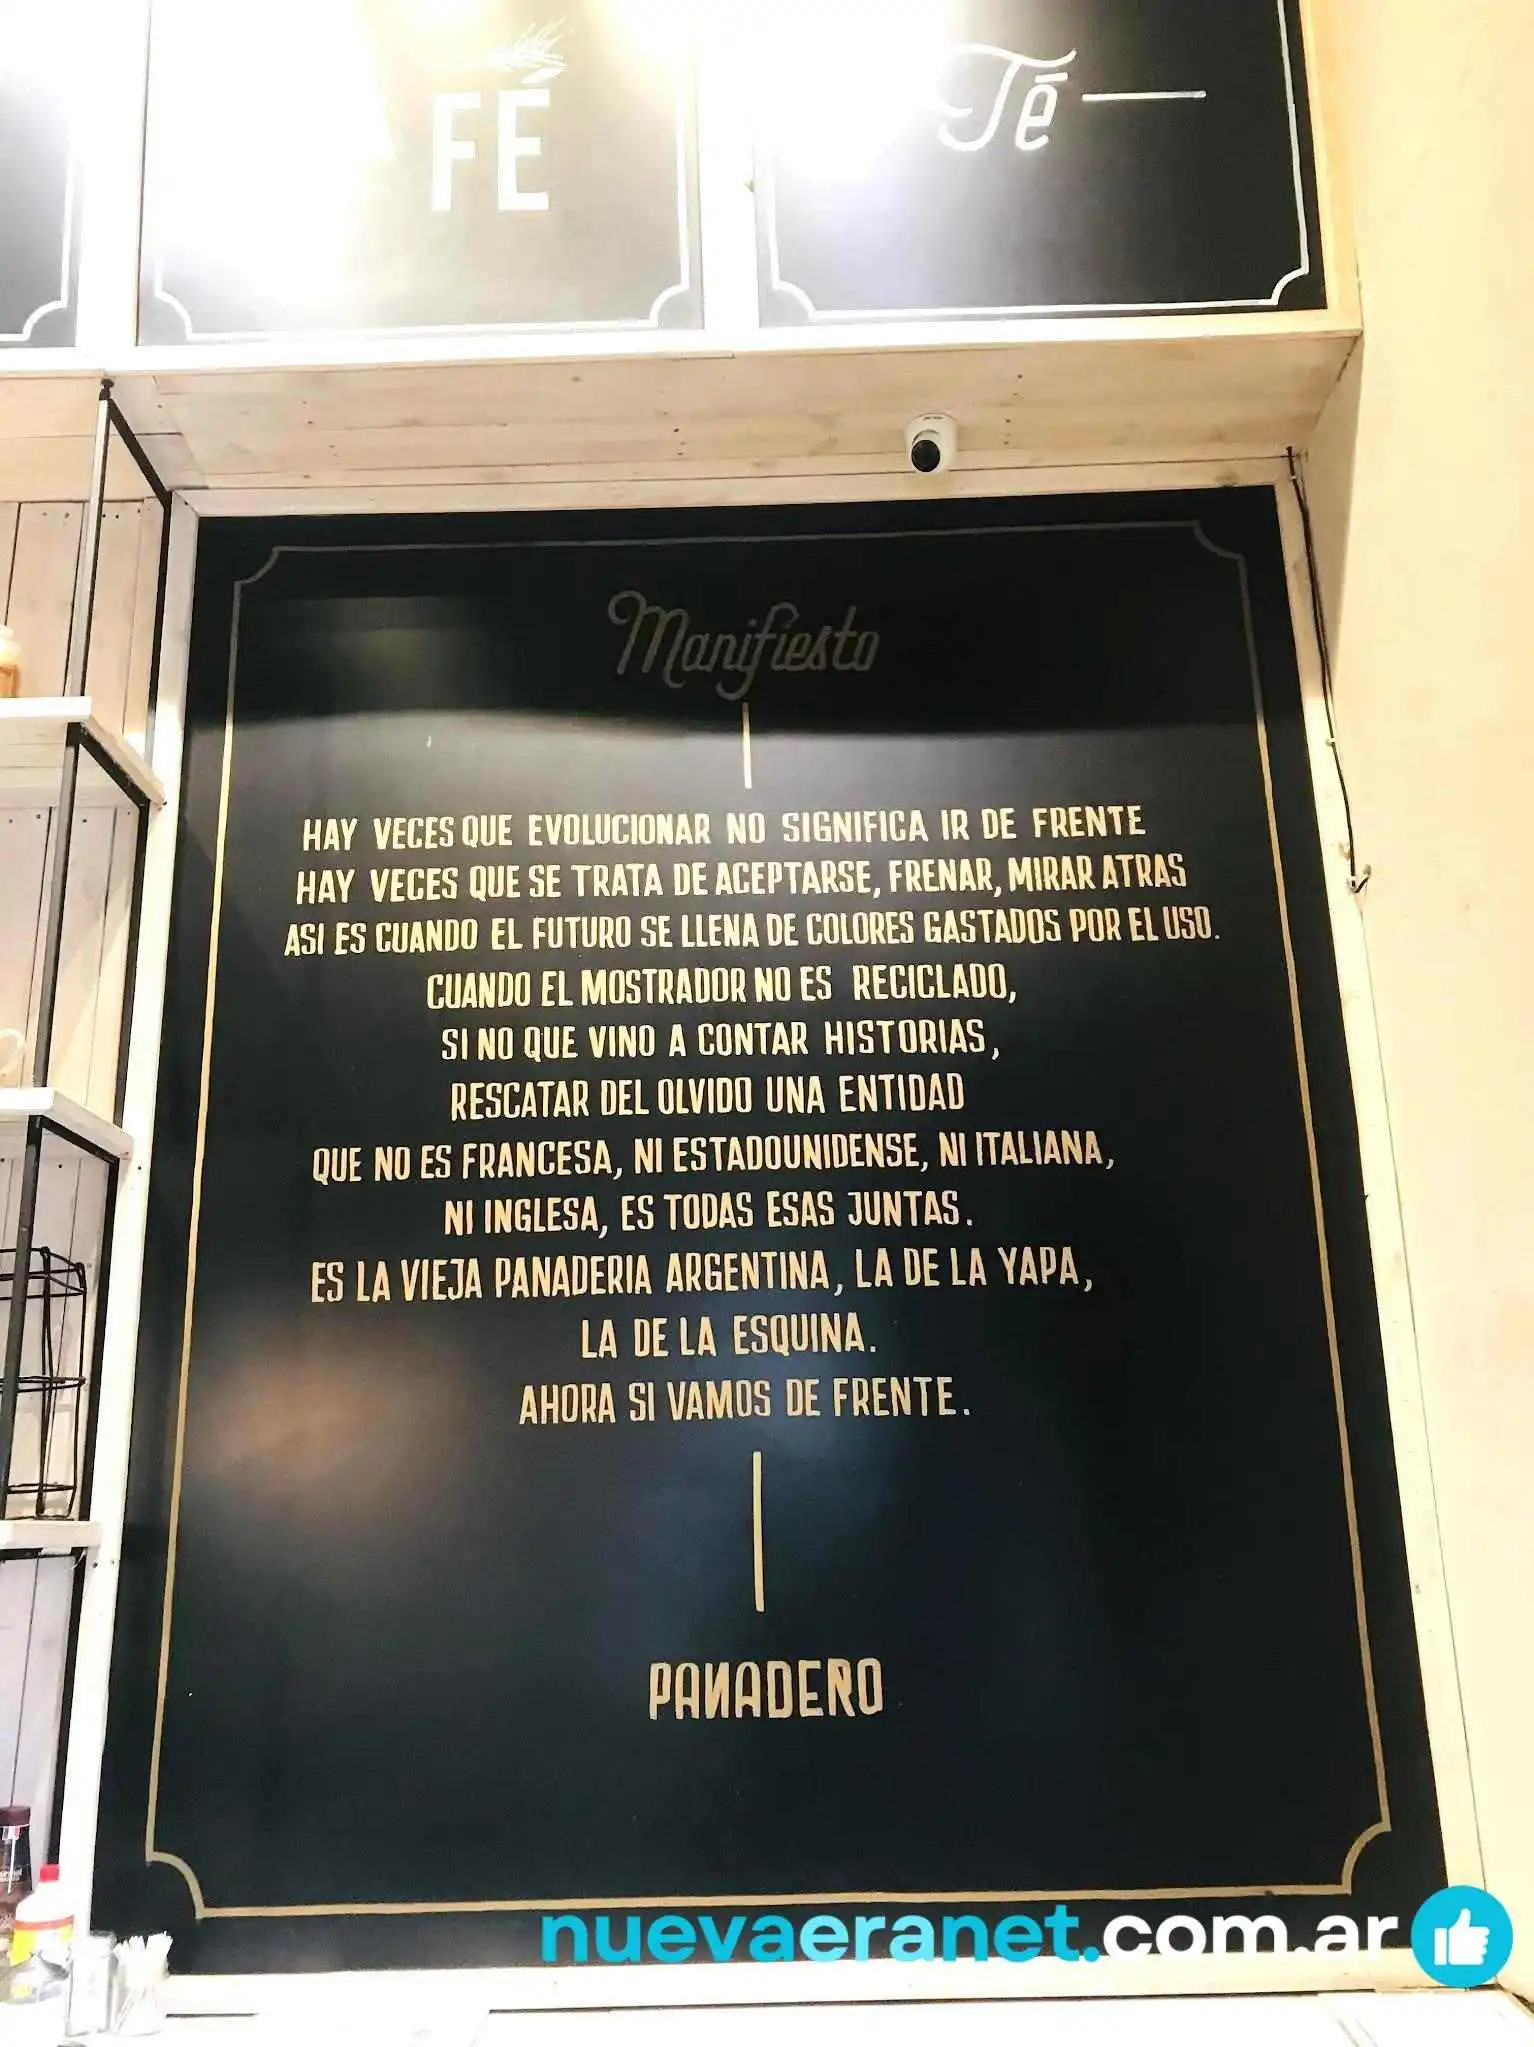 FÉ
Té
Manifiesto
HAY VECES QUE EVOLUCIONAR NO SIGNIFICA IR DE FRENTE
HAY VECES QUE SE TRATA DE ACEPTARSE, FRENAR, MIRAR ATRAS
ASI ES CUANDO EL FUTURO SE LLENA DE COLORES GASTADOS POR EL USO.
CUANDO EL MOSTRADOR NO ES RECICLADO,
SI NO QUE VINO A CONTAR HISTORIAS,
RESCATAR DEL OLVIDO UNA ENTIDAD
QUE NO ES FRANCESA, NI ESTADOUNIDENSE, NI ITALIANA,
NI INGLESA, ES TODAS ESAS JUNTAS.
ES LA VIEJA PANADERIA ARGENTINA, LA DE LA YAPA,
LA DE LA ESQUINA.
AHORA SI VAMOS DE FRENTE.
PANADERO
nuevaeranet.com.ar